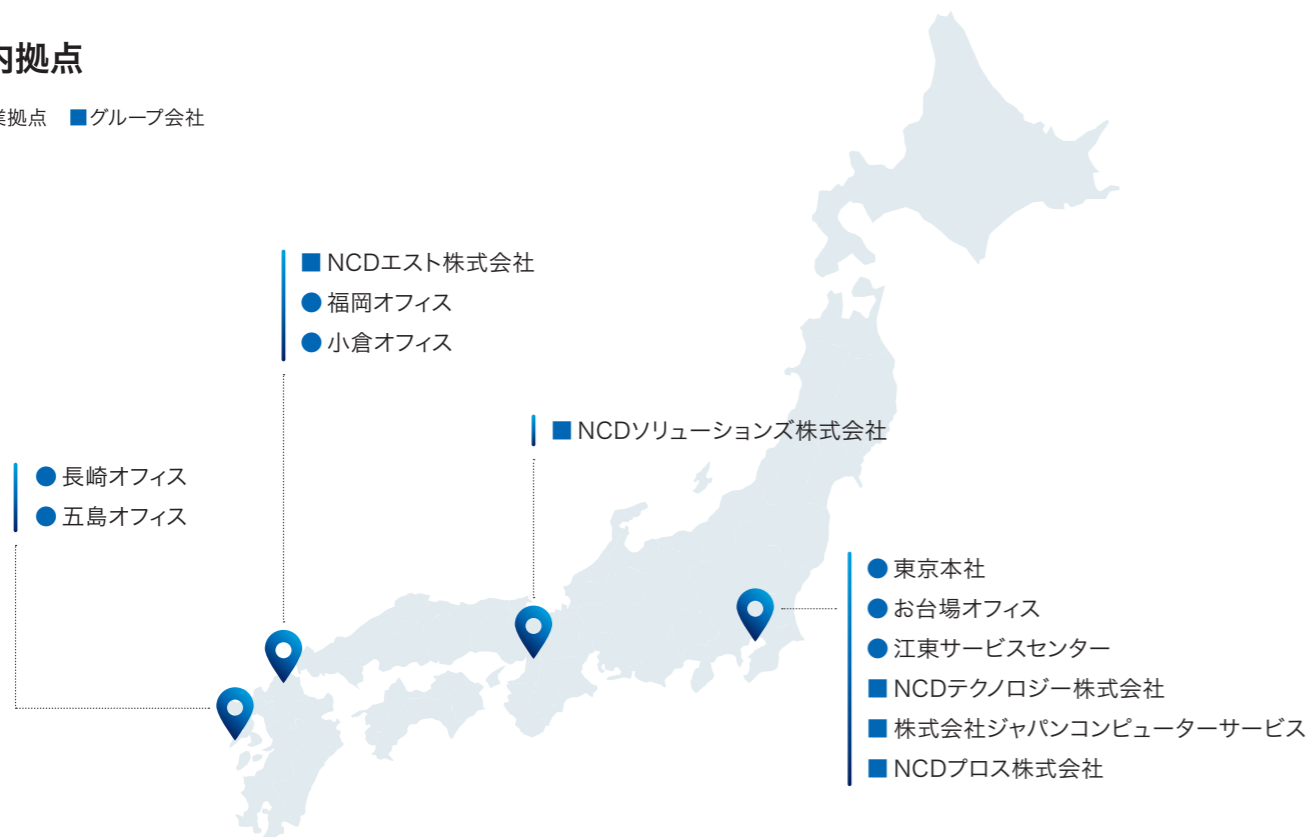 内拠点
業拠点 ■グループ会社
■NCDエスト株式会社
●福岡オフィス
●小倉オフィス
■NCDソリューションズ株式会社
●長崎オフィス
●五島オフィス
●東京本社
●お台場オフィス
●江東サービスセンター
■NCDテクノロジー株式会社
■株式会社ジャパンコンピューターサービス
■NCDプロス株式会社